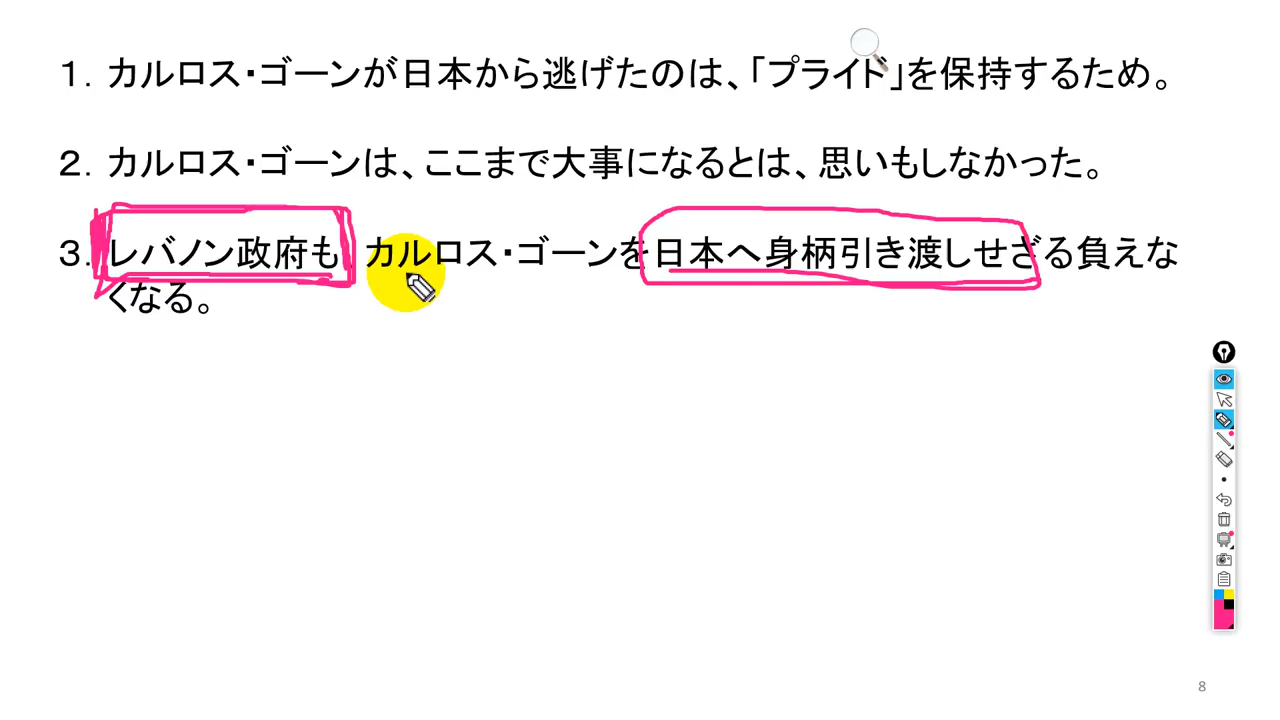 １．カルロス・ゴーンが日本から逃げたのは、「プライド」を保持するため。
２．カルロス・ゴーンは、ここまで大事になるとは、思いもしなかった。
３．レバノン政府も、カルロス・ゴーンを日本へ身柄引き渡しせざる負えな
くなる。
8